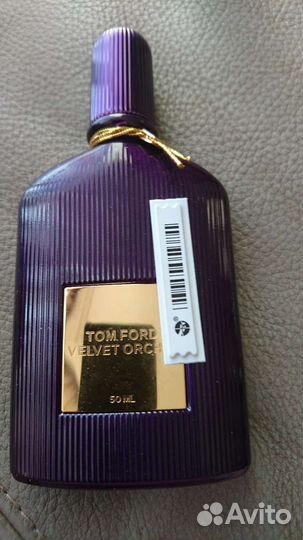 TOM FORD
VELVET ORCH
50 ML
Avito